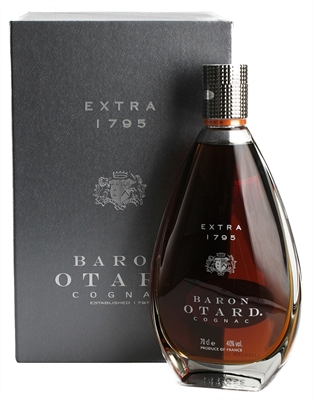 EXTRA
1795
BARON
OTARD
COGNAC
ESTABLISHED 1795
EXTRA
1795
BARON
OTARD.
COGNAC
70 cl e 40% vol.
PRODUCE OF FRANCE